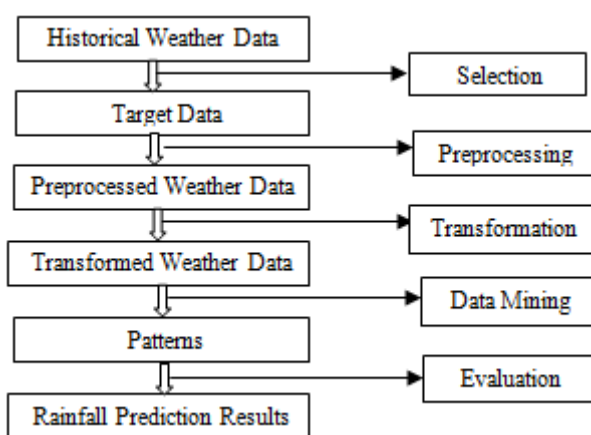 Historical Weather Data
Selection
Target Data
Preprocessing
Preprocessed Weather Data
Transformation
Transformed Weather Data
Data Mining
Patterns
Evaluation
Rainfall Prediction Results